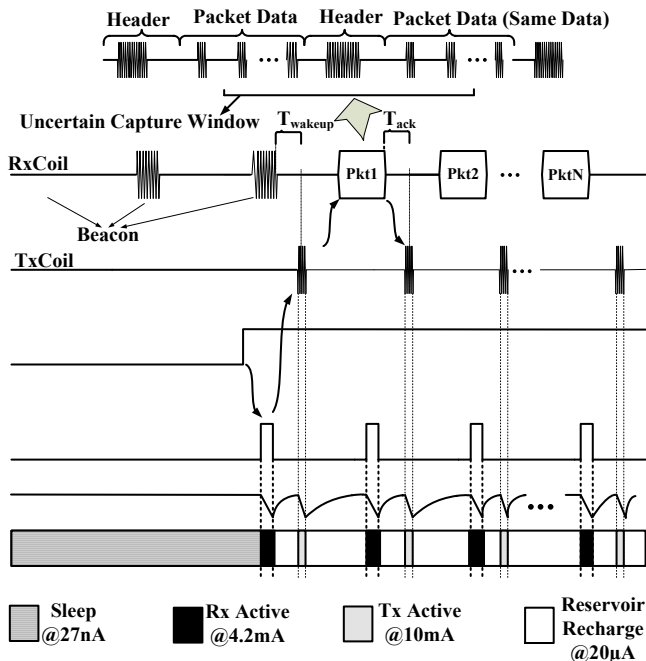 Header Packet Data Header Packet Data (Same Data)
Uncertain Capture Window
Twakeup Tack
RxCoil
Pkt1 Pkt2 PktN
Beacon
TxCoil
Sleep @27nA
Rx Active @4.2mA
Tx Active @10mA
Reservoir Recharge @20µA